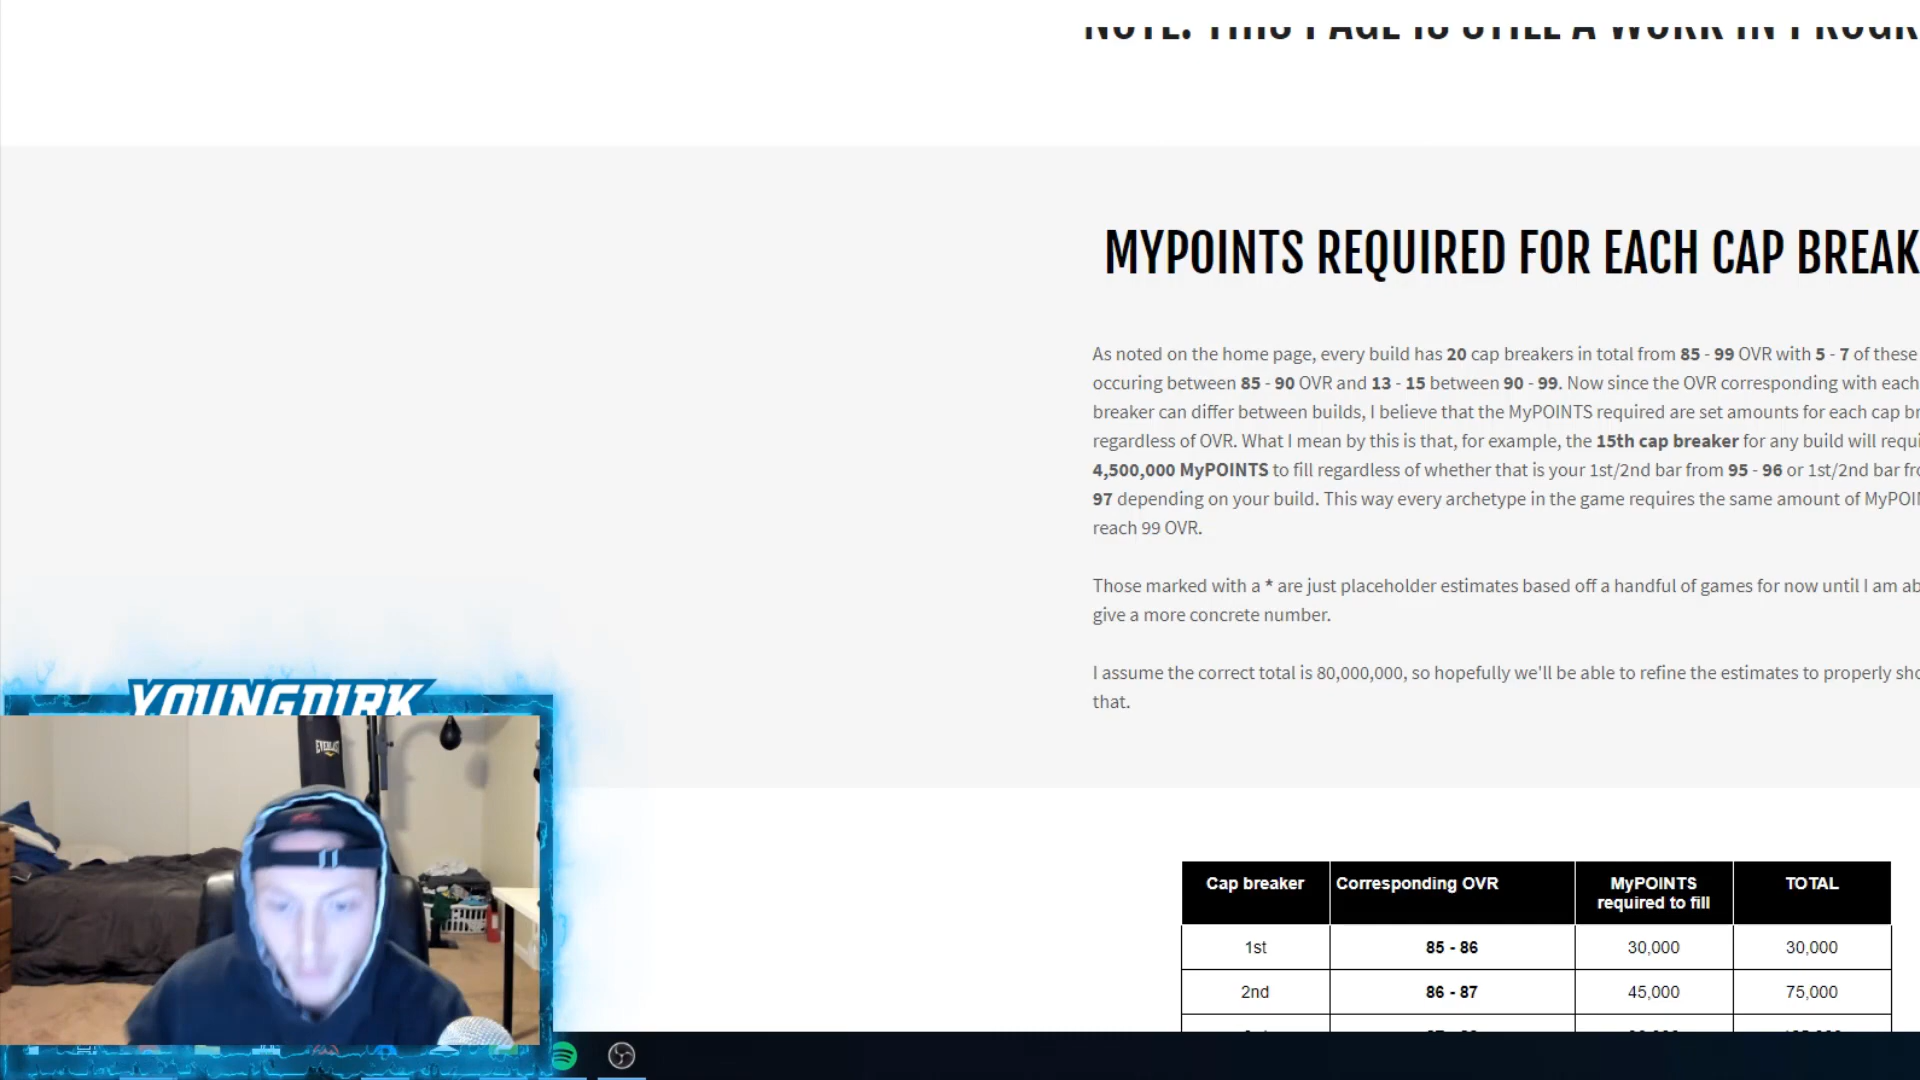 NOTE: THIS PAGE IS STILL A WORK IN PROGR
MYPOINTS REQUIRED FOR EACH CAP BREAK
As noted on the home page, every build has 20 cap breakers in total from 85 - 99 OVR with 5 - 7 of these
occuring between 85 - 90 OVR and 13 - 15 between 90 - 99. Now since the OVR corresponding with each
breaker can differ between builds, I believe that the MyPOINTS required are set amounts for each cap br
regardless of OVR. What I mean by this is that, for example, the 15th cap breaker for any build will requi
4,500,000 MyPOINTS to fill regardless of whether that is your 1st/2nd bar from 95 - 96 or 1st/2nd bar fro
97 depending on your build. This way every archetype in the game requires the same amount of MyPOIN
reach 99 OVR.
Those marked with a * are just placeholder estimates based off a handful of games for now until I am ab
give a more concrete number.
I assume the correct total is 80,000,000, so hopefully we'll be able to refine the estimates to properly sho
that.
YOUNGDIRK
EVERLAST
Cap breaker Corresponding OVR MyPOINTS required to fill TOTAL
1st 85 - 86 30,000 30,000
2nd 86 - 87 45,000 75,000